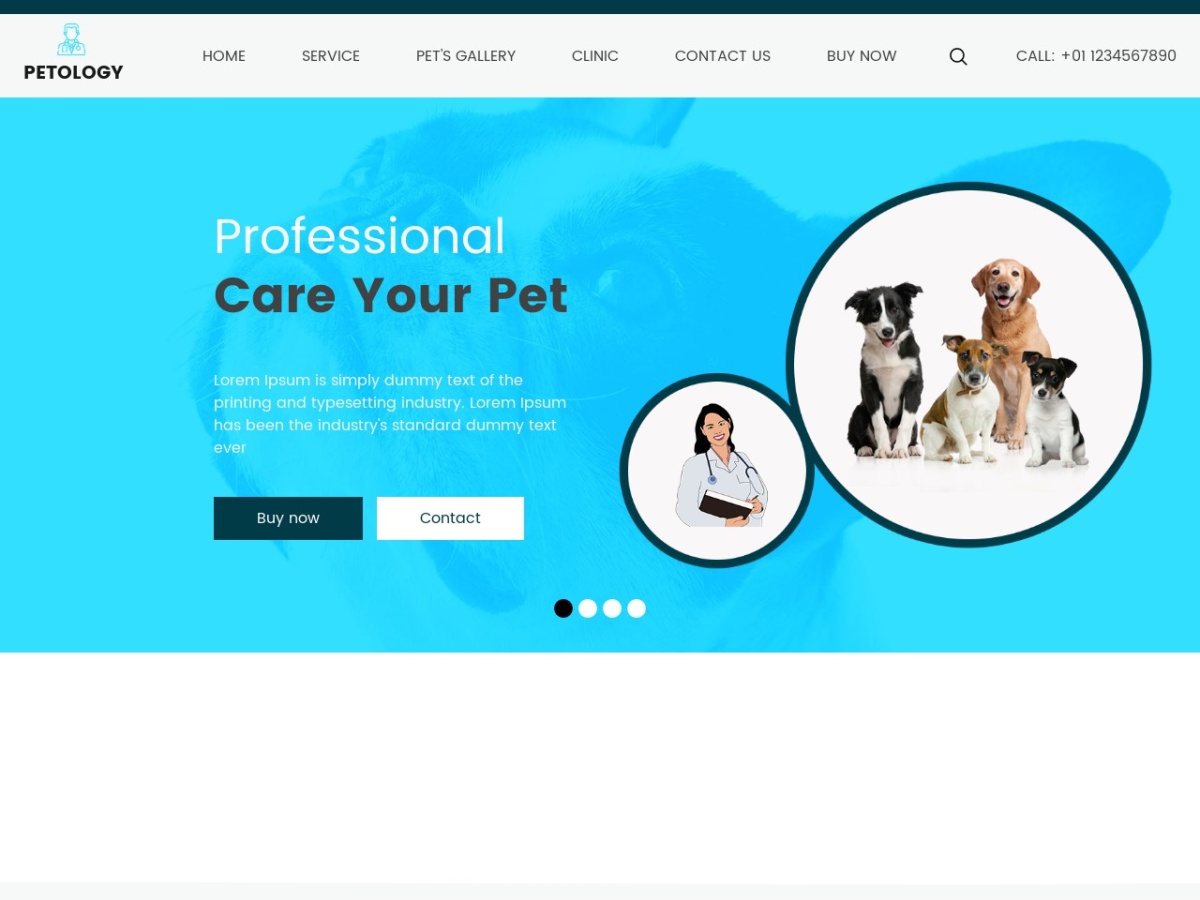 PETOLOGY
HOME SERVICE PET'S GALLERY CLINIC CONTACT US BUY NOW CALL: +01 1234567890
Professional
Care Your Pet
Lorem Ipsum is simply dummy text of the
printing and typesetting industry. Lorem Ipsum
has been the industry's standard dummy text
ever
Buy now Contact